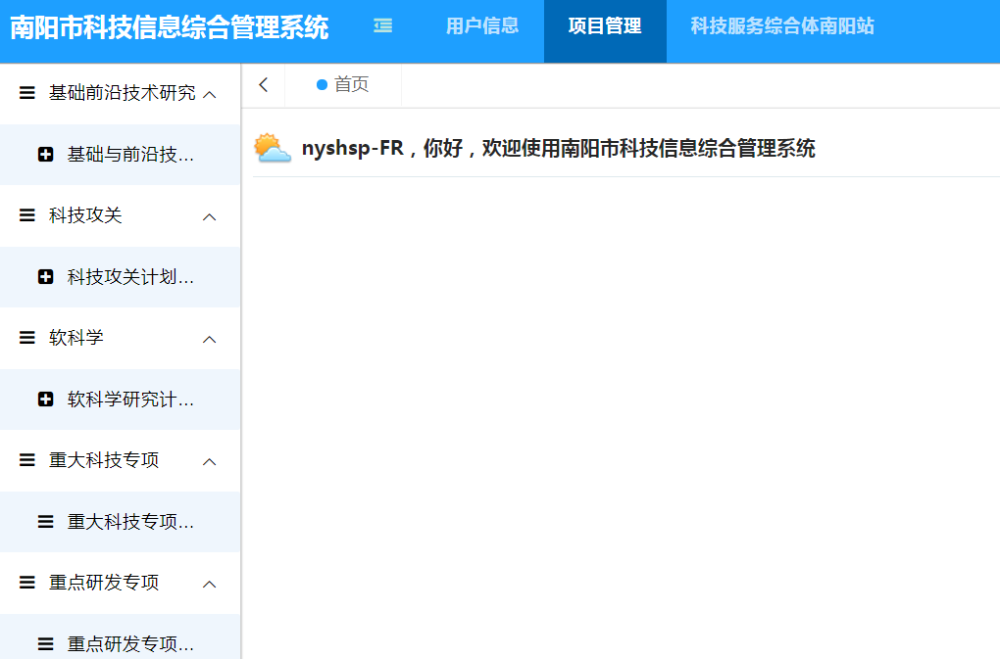 南阳市科技信息综合管理系统
用户信息
项目管理
科技服务综合体南阳站
基础前沿技术研究
基础与前沿技...
科技攻关
科技攻关计划...
软科学
软科学研究计...
重大科技专项
重大科技专项...
重点研发专项
重点研发专项...
首页
nyshsp-FR，你好，欢迎使用南阳市科技信息综合管理系统